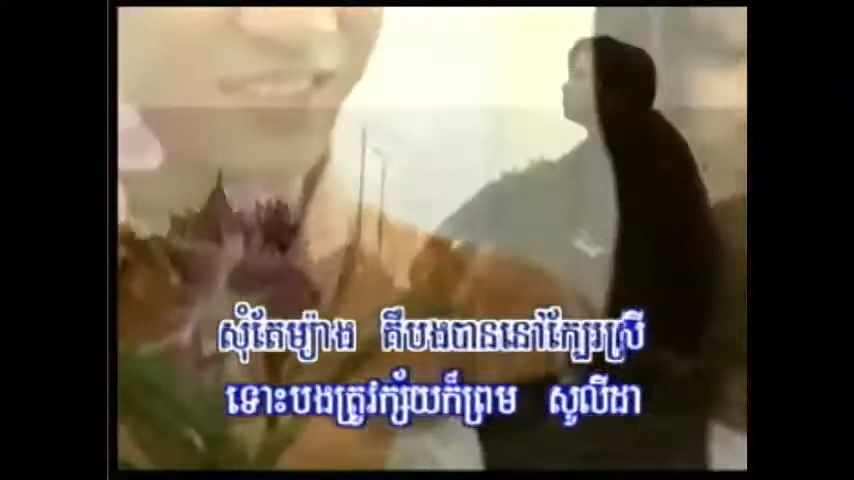 សុំតែម្យ៉ាង គឺបងបាននៅក្បែរស្រី
ទោះបងត្រូវក្ស័យក៏ព្រម សូលីដា